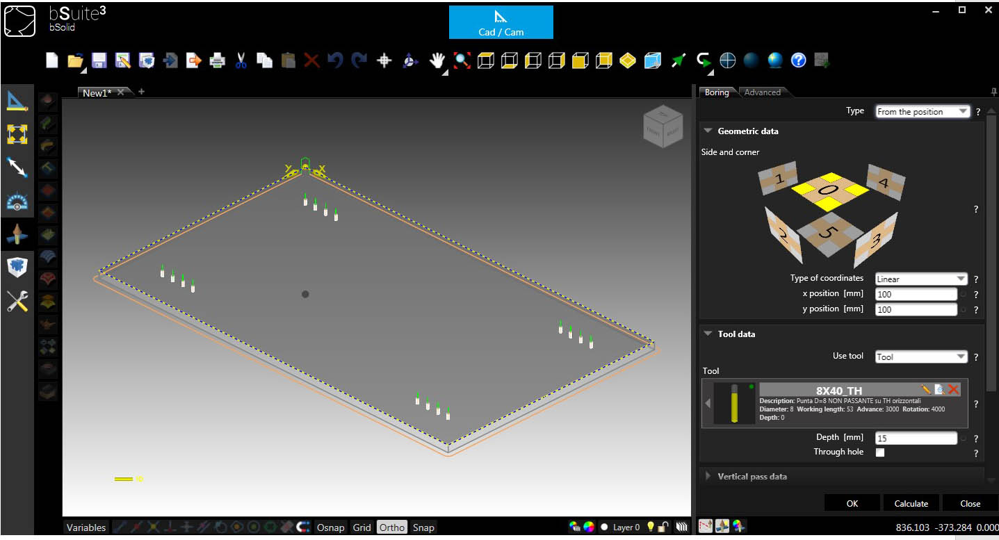 bSuite³
bSolid
Cad / Cam
New1*
Y X
TOP
FRONT RIGHT
Boring Advanced
Type From the position ?
Geometric data
Side and corner
1 0 4
2 5 3
?
Type of coordinates Linear ?
x position [mm] 100 ?
y position [mm] 100 ?
Tool data
Use tool Tool ?
Tool
8X40_TH
Description: Punta D=8 NON PASSANTE su TH orizzontali
Diameter: 8 Working length: 53 Advance: 3000 Rotation: 4000
Depth: 0
?
Depth [mm] 15 ?
Through hole ?
Vertical pass data
OK Calculate Close
Variables Osnap Grid Ortho Snap Layer 0 836.103 -373.284 0.000